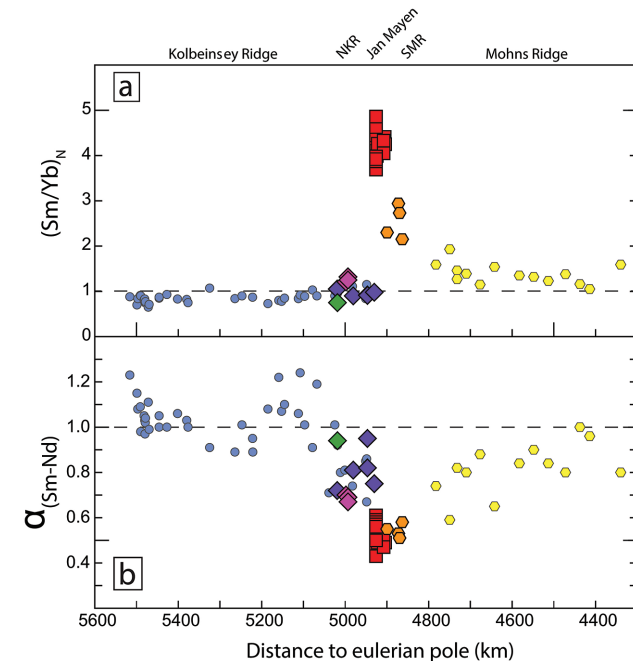 Kolbeinsey Ridge
NKR
Jan Mayen
SMR
Mohns Ridge
a
(Sm/Yb)N
5
4
3
2
1
0
b
α(Sm-Nd)
1.2
1.0
0.8
0.6
0.4
5600 5400 5200 5000 4800 4600 4400
Distance to eulerian pole (km)